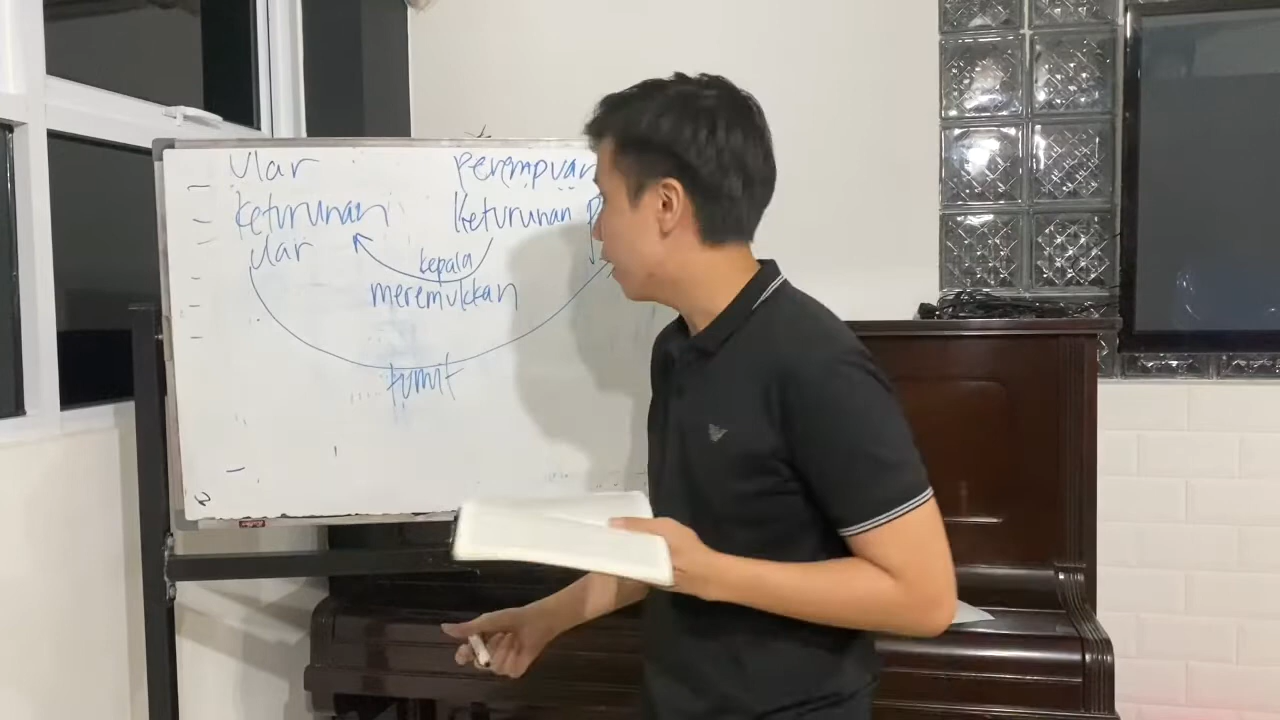 Ular perempuan
keturunan keturunan p
ular
kepala
meremukkan
tumit